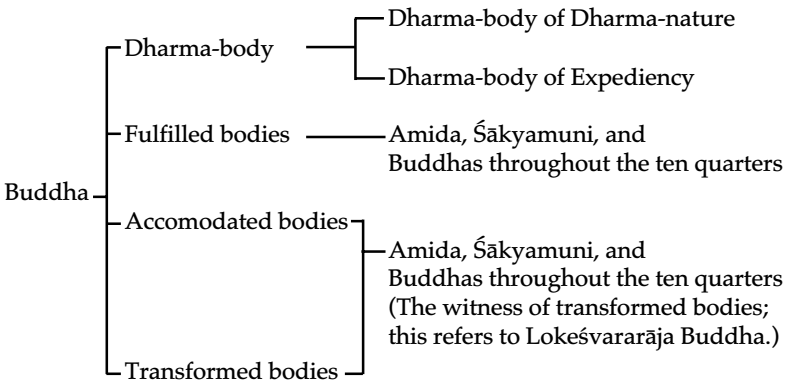 Buddha
Dharma-body
Dharma-body of Dharma-nature
Dharma-body of Expediency
Fulfilled bodies
Amida, Śākyamuni, and
Buddhas throughout the ten quarters
Accomodated bodies
Transformed bodies
Amida, Śākyamuni, and
Buddhas throughout the ten quarters
(The witness of transformed bodies;
this refers to Lokeśvararāja Buddha.)